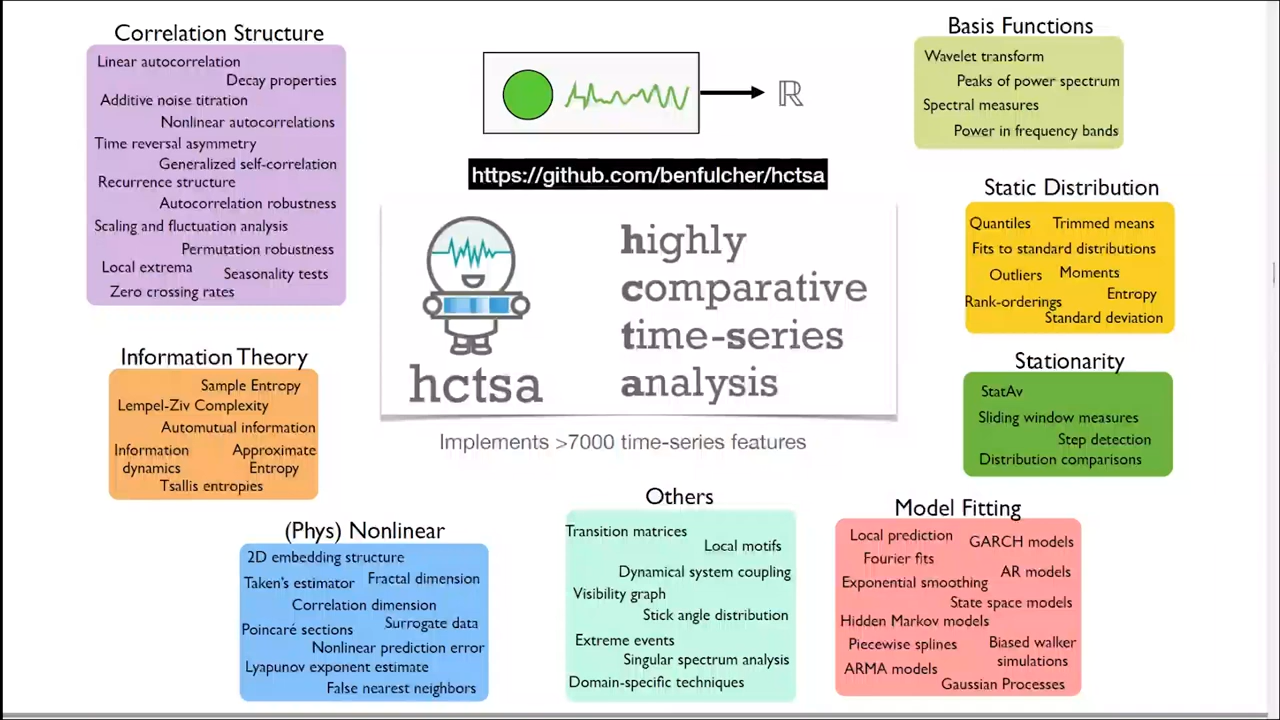 Correlation Structure
Linear autocorrelation
Decay properties
Additive noise titration
Nonlinear autocorrelations
Time reversal asymmetry
Generalized self-correlation
Recurrence structure
Autocorrelation robustness
Scaling and fluctuation analysis
Permutation robustness
Local extrema
Seasonality tests
Zero crossing rates
ℝ
https://github.com/benfulcher/hctsa
hctsa
highly
comparative
time-series
analysis
Implements >7000 time-series features
Basis Functions
Wavelet transform
Peaks of power spectrum
Spectral measures
Power in frequency bands
Static Distribution
Quantiles Trimmed means
Fits to standard distributions
Outliers Moments
Rank-orderings Entropy
Standard deviation
Information Theory
Sample Entropy
Lempel-Ziv Complexity
Automutual information
Information
dynamics
Approximate
Entropy
Tsallis entropies
Stationarity
StatAv
Sliding window measures
Step detection
Distribution comparisons
(Phys) Nonlinear
2D embedding structure
Taken's estimator Fractal dimension
Correlation dimension
Poincaré sections Surrogate data
Nonlinear prediction error
Lyapunov exponent estimate
False nearest neighbors
Others
Transition matrices
Local motifs
Dynamical system coupling
Visibility graph
Stick angle distribution
Extreme events
Singular spectrum analysis
Domain-specific techniques
Model Fitting
Local prediction
GARCH models
Fourier fits
AR models
Exponential smoothing
State space models
Hidden Markov models
Piecewise splines
Biased walker
simulations
ARMA models
Gaussian Processes